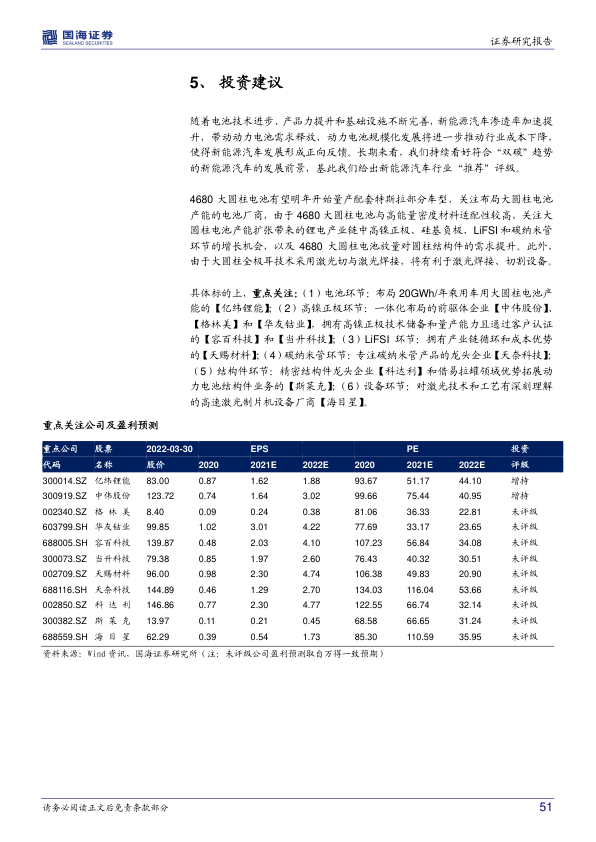 国海证券
SEALAND SECURITIES
证券研究报告
5、 投资建议
随着电池技术进步、产品力提升和基础设施不断完善，新能源汽车渗透率加速提
升，带动动力电池需求释放，动力电池规模化发展将进一步推动行业成本下降，
使得新能源汽车发展形成正向反馈。长期来看，我们持续看好符合“双碳”趋势
的新能源汽车的发展前景，基此我们给出新能源汽车行业“推荐”评级。
4680 大圆柱电池有望明年开始量产配套特斯拉部分车型，关注布局大圆柱电池
产能的电池厂商，由于 4680 大圆柱电池与高能量密度材料适配性较高，关注大
圆柱电池产能扩张带来的锂电产业链中高镍正极、硅基负极，LiFSI 和碳纳米管
环节的增长机会，以及 4680 大圆柱电池放量对圆柱结构件的需求提升。此外，
由于大圆柱全极耳技术采用激光切与激光焊接，将有利于激光焊接、切割设备。
具体标的上，重点关注：（1）电池环节：布局 20GWh/年乘用车用大圆柱电池产
能的【亿纬锂能】；（2）高镍正极环节：一体化布局的前驱体企业【中伟股份】、
【格林美】和【华友钴业】，拥有高镍正极技术储备和量产能力且通过客户认证
的【容百科技】和【当升科技】；（3）LiFSI 环节：拥有产业链循环和成本优势
的【天赐材料】；（4）碳纳米管环节：专注碳纳米管产品的龙头企业【天奈科技】；
（5）结构件环节：精密结构件龙头企业【科达利】和借易拉罐领域优势拓展动
力电池结构件业务的【斯莱克】；（6）设备环节：对激光技术和工艺有深刻理解
的高速激光制片机设备厂商【海目星】。
重点关注公司及盈利预测
重点公司 股票 2022-03-30 EPS PE 投资
代码 名称 股价 2020 2021E 2022E 2020 2021E 2022E 评级
300014.SZ 亿纬锂能 83.00 0.87 1.62 1.88 93.67 51.17 44.10 增持
300919.SZ 中伟股份 123.72 0.74 1.64 3.02 99.66 75.44 40.95 增持
002340.SZ 格 林 美 8.40 0.09 0.24 0.38 81.06 36.33 22.81 未评级
603799.SH 华友钴业 99.85 1.02 3.01 4.22 77.69 33.17 23.65 未评级
688005.SH 容百科技 139.87 0.48 2.03 4.10 107.23 56.84 34.08 未评级
300073.SZ 当升科技 79.38 0.85 1.97 2.60 76.43 40.32 30.51 未评级
002709.SZ 天赐材料 96.00 0.98 2.30 4.74 106.38 49.83 20.90 未评级
688116.SH 天奈科技 144.89 0.46 1.29 2.70 134.03 116.04 53.66 未评级
002850.SZ 科 达 利 146.86 0.77 2.30 4.77 122.55 66.74 32.14 未评级
300382.SZ 斯 莱 克 13.97 0.11 0.21 0.45 68.58 66.65 31.24 未评级
688559.SH 海 目 星 62.29 0.39 0.54 1.73 85.30 110.59 35.95 未评级
资料来源：Wind 资讯、国海证券研究所（注：未评级公司盈利预测取自万得一致预期）
请务必阅读正文后免责条款部分
51